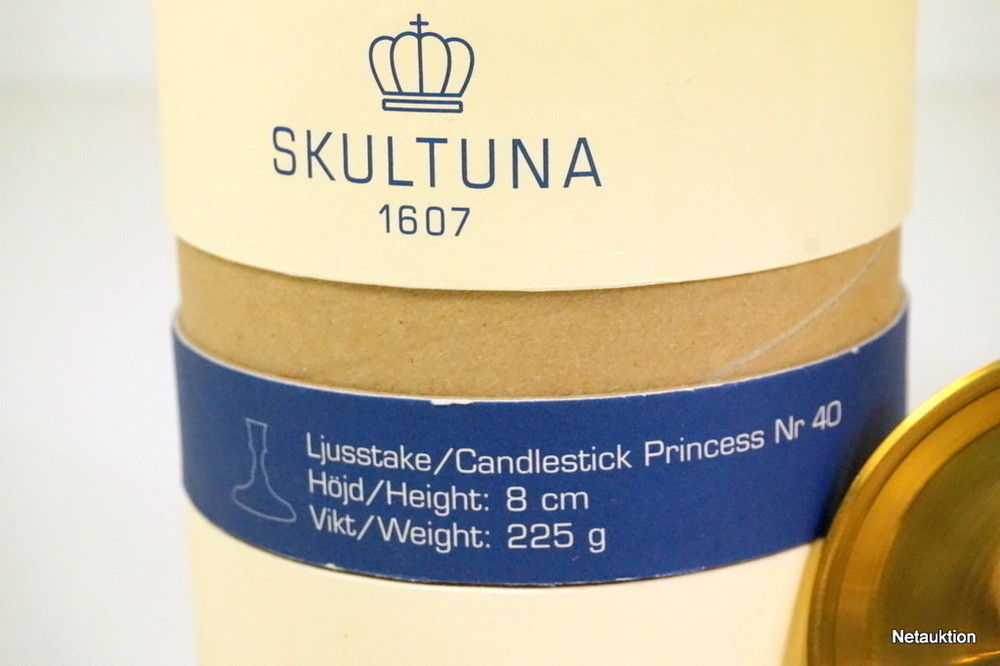 SKULTUNA
1607
Ljusstake/Candlestick Princess Nr 40
Höjd/Height: 8 cm
Vikt/Weight: 225 g
Netauktion